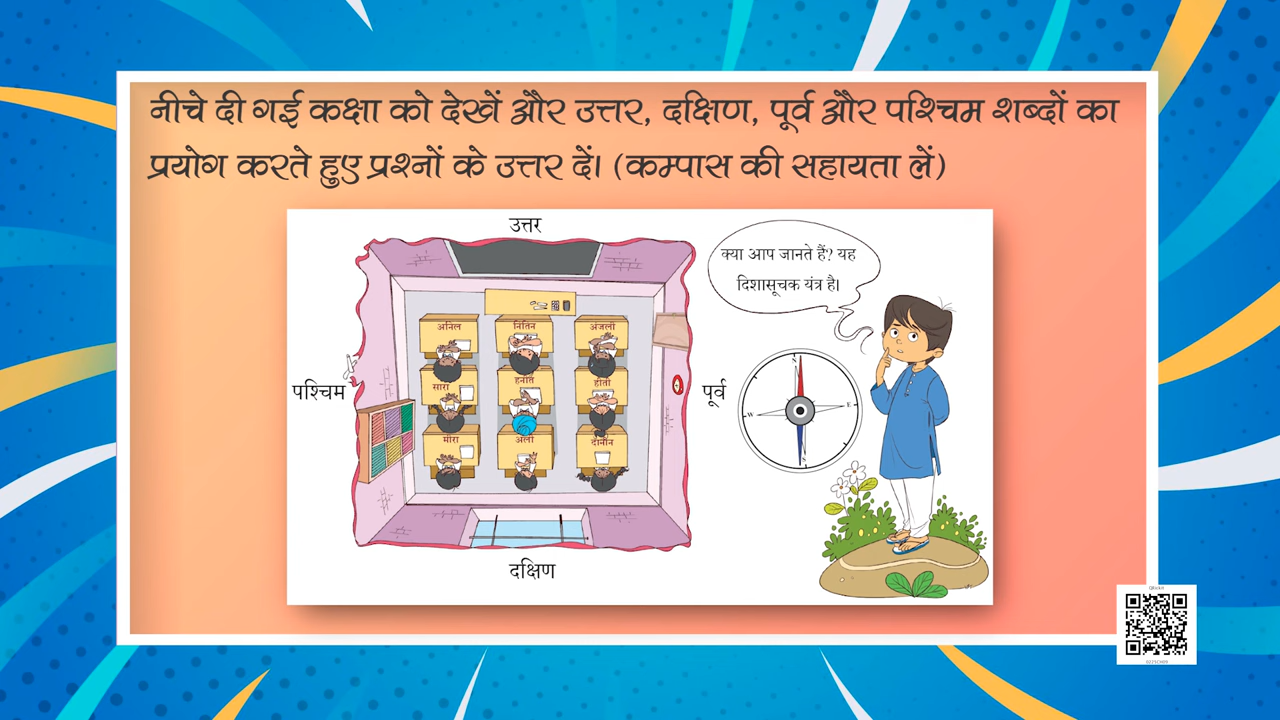 नीचे दी गई कक्षा को देखें और उत्तर, दक्षिण, पूर्व और पश्चिम शब्दों का
प्रयोग करते हुए प्रश्नों के उत्तर दें। (कम्पास की सहायता लें)
उत्तर
क्या आप जानते हैं? यह
दिशासूचक यंत्र है।
अनिल
नितिन
अंजली
पश्चिम
सारा
हरीत
हीती
पूर्व
N
W
E
S
मीरा
अली
दक्षिण